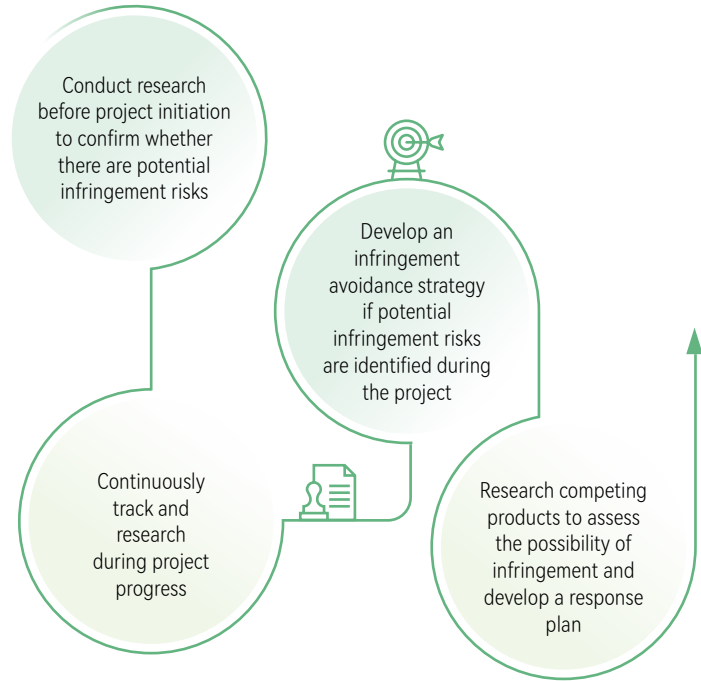 Conduct research
before project initiation
to confirm whether
there are potential
infringement risks
Continuously
track and
research
during project
progress
Develop an
infringement
avoidance strategy
if potential
infringement risks
are identified during
the project
Research competing
products to assess
the possibility of
infringement and
develop a response
plan